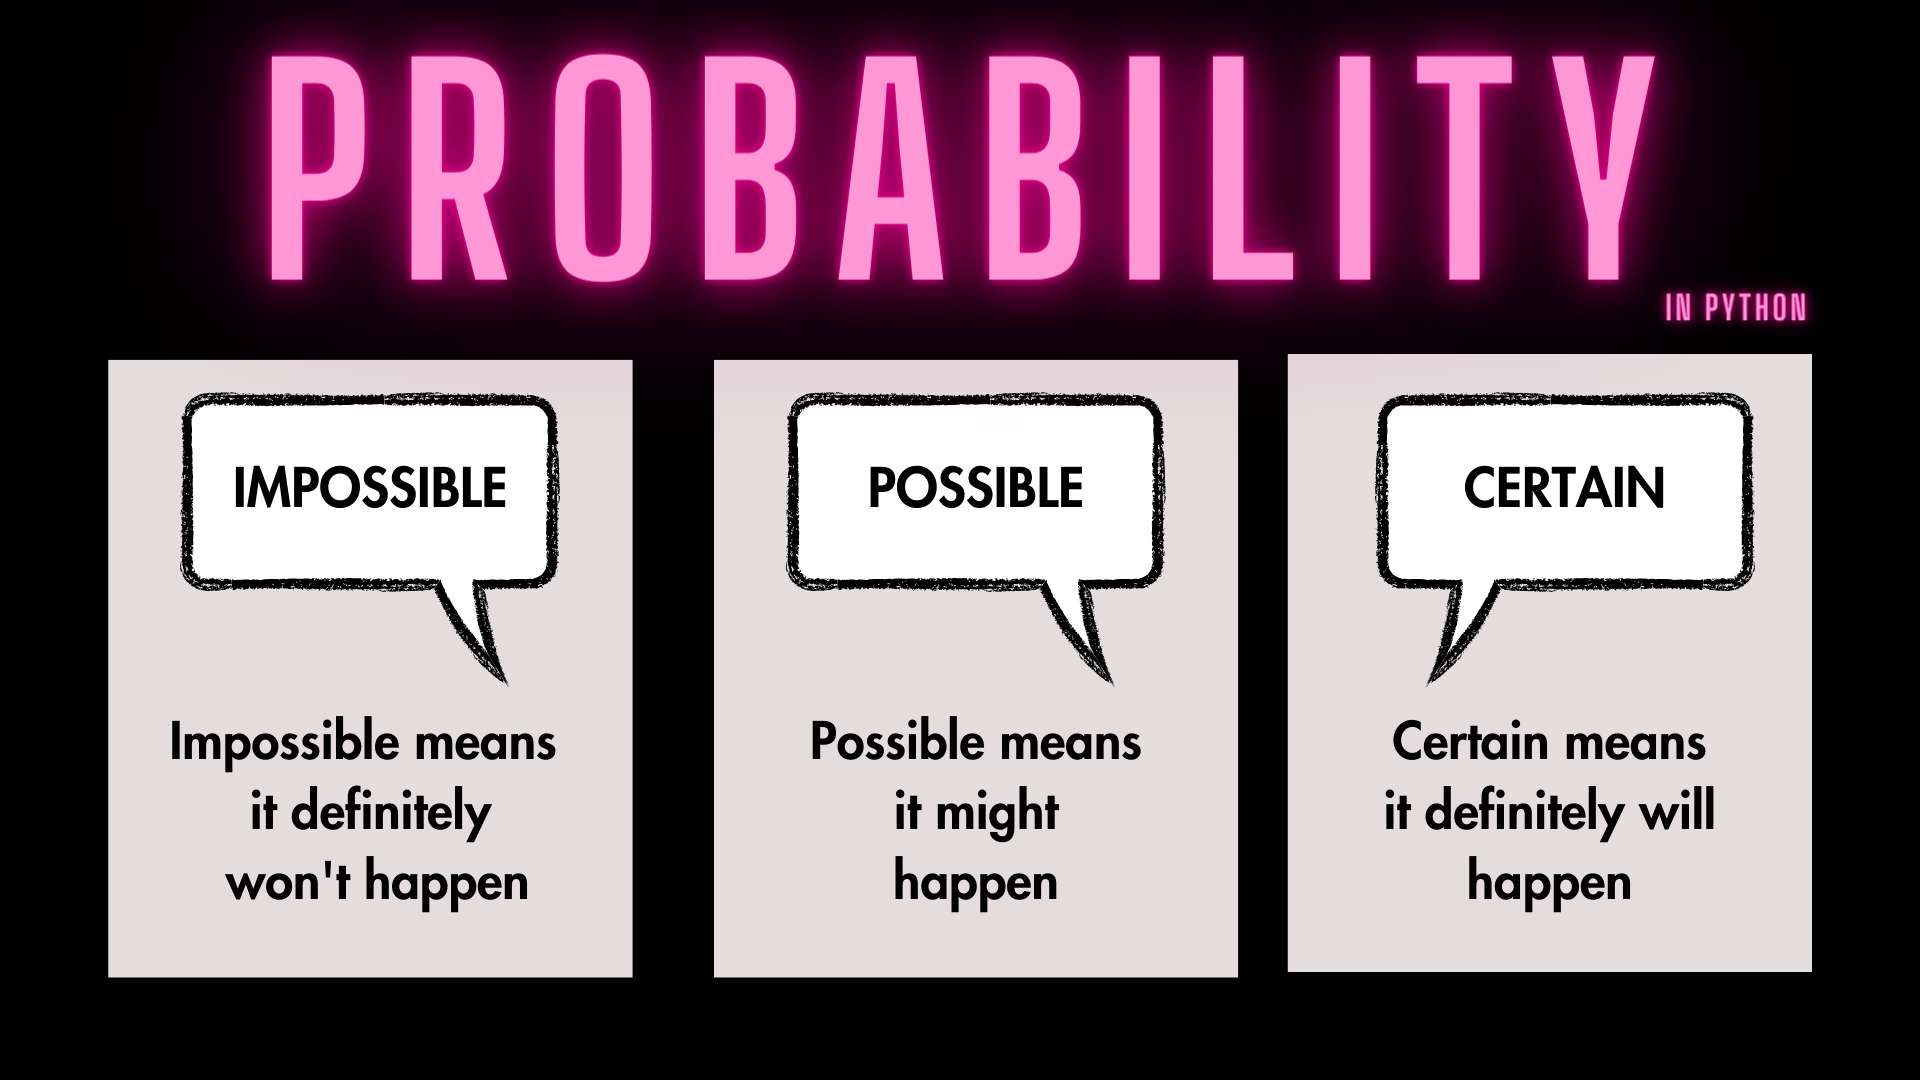 PROBABILITY
IN PYTHON
IMPOSSIBLE
Impossible means
it definitely
won't happen
POSSIBLE
Possible means
it might
happen
CERTAIN
Certain means
it definitely will
happen